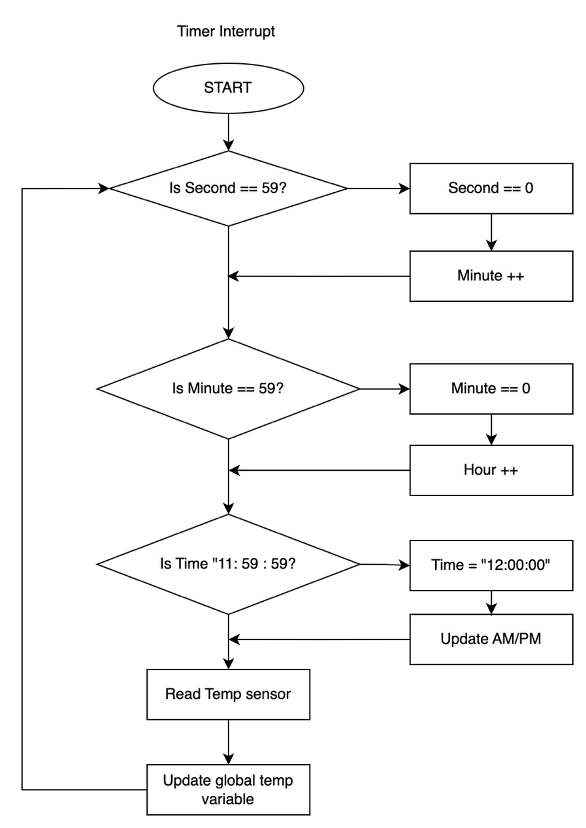 Timer Interrupt
START
Is Second == 59?
Second == 0
Minute ++
Is Minute == 59?
Minute == 0
Hour ++
Is Time "11: 59 : 59?
Time = "12:00:00"
Update AM/PM
Read Temp sensor
Update global temp
variable